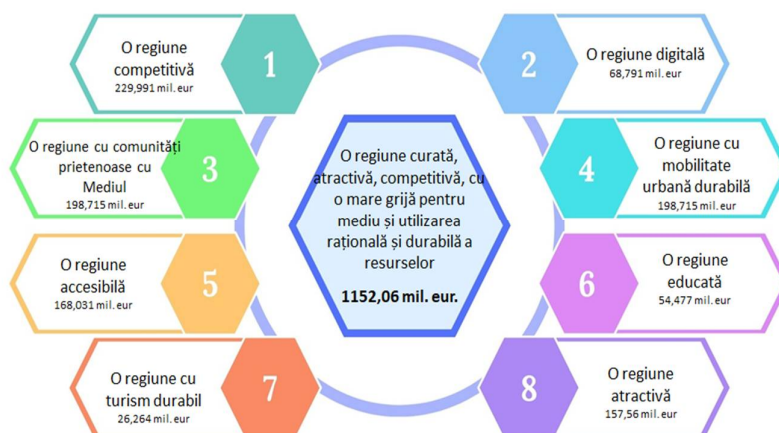 O regiune
competitivă
229,991 mil. eur
1
2
O regiune digitală
68,791 mil. eur
O regiune cu comunități
prietenoase cu
Mediul
198,715 mil. eur
3
O regiune curată,
atractivă, competitivă, cu
o mare grijă pentru
mediu și utilizarea
rațională și durabilă a
resurselor
1152,06 mil. eur.
4
O regiune cu
mobilitate
urbană durabilă
198,715 mil. eur
O regiune
accesibilă
168,031 mil. eur
5
6
O regiune
educată
54,477 mil. eur
O regiune cu
turism durabil
26,264 mil. eur
7
8
O regiune
atractivă
157,56 mil. eur